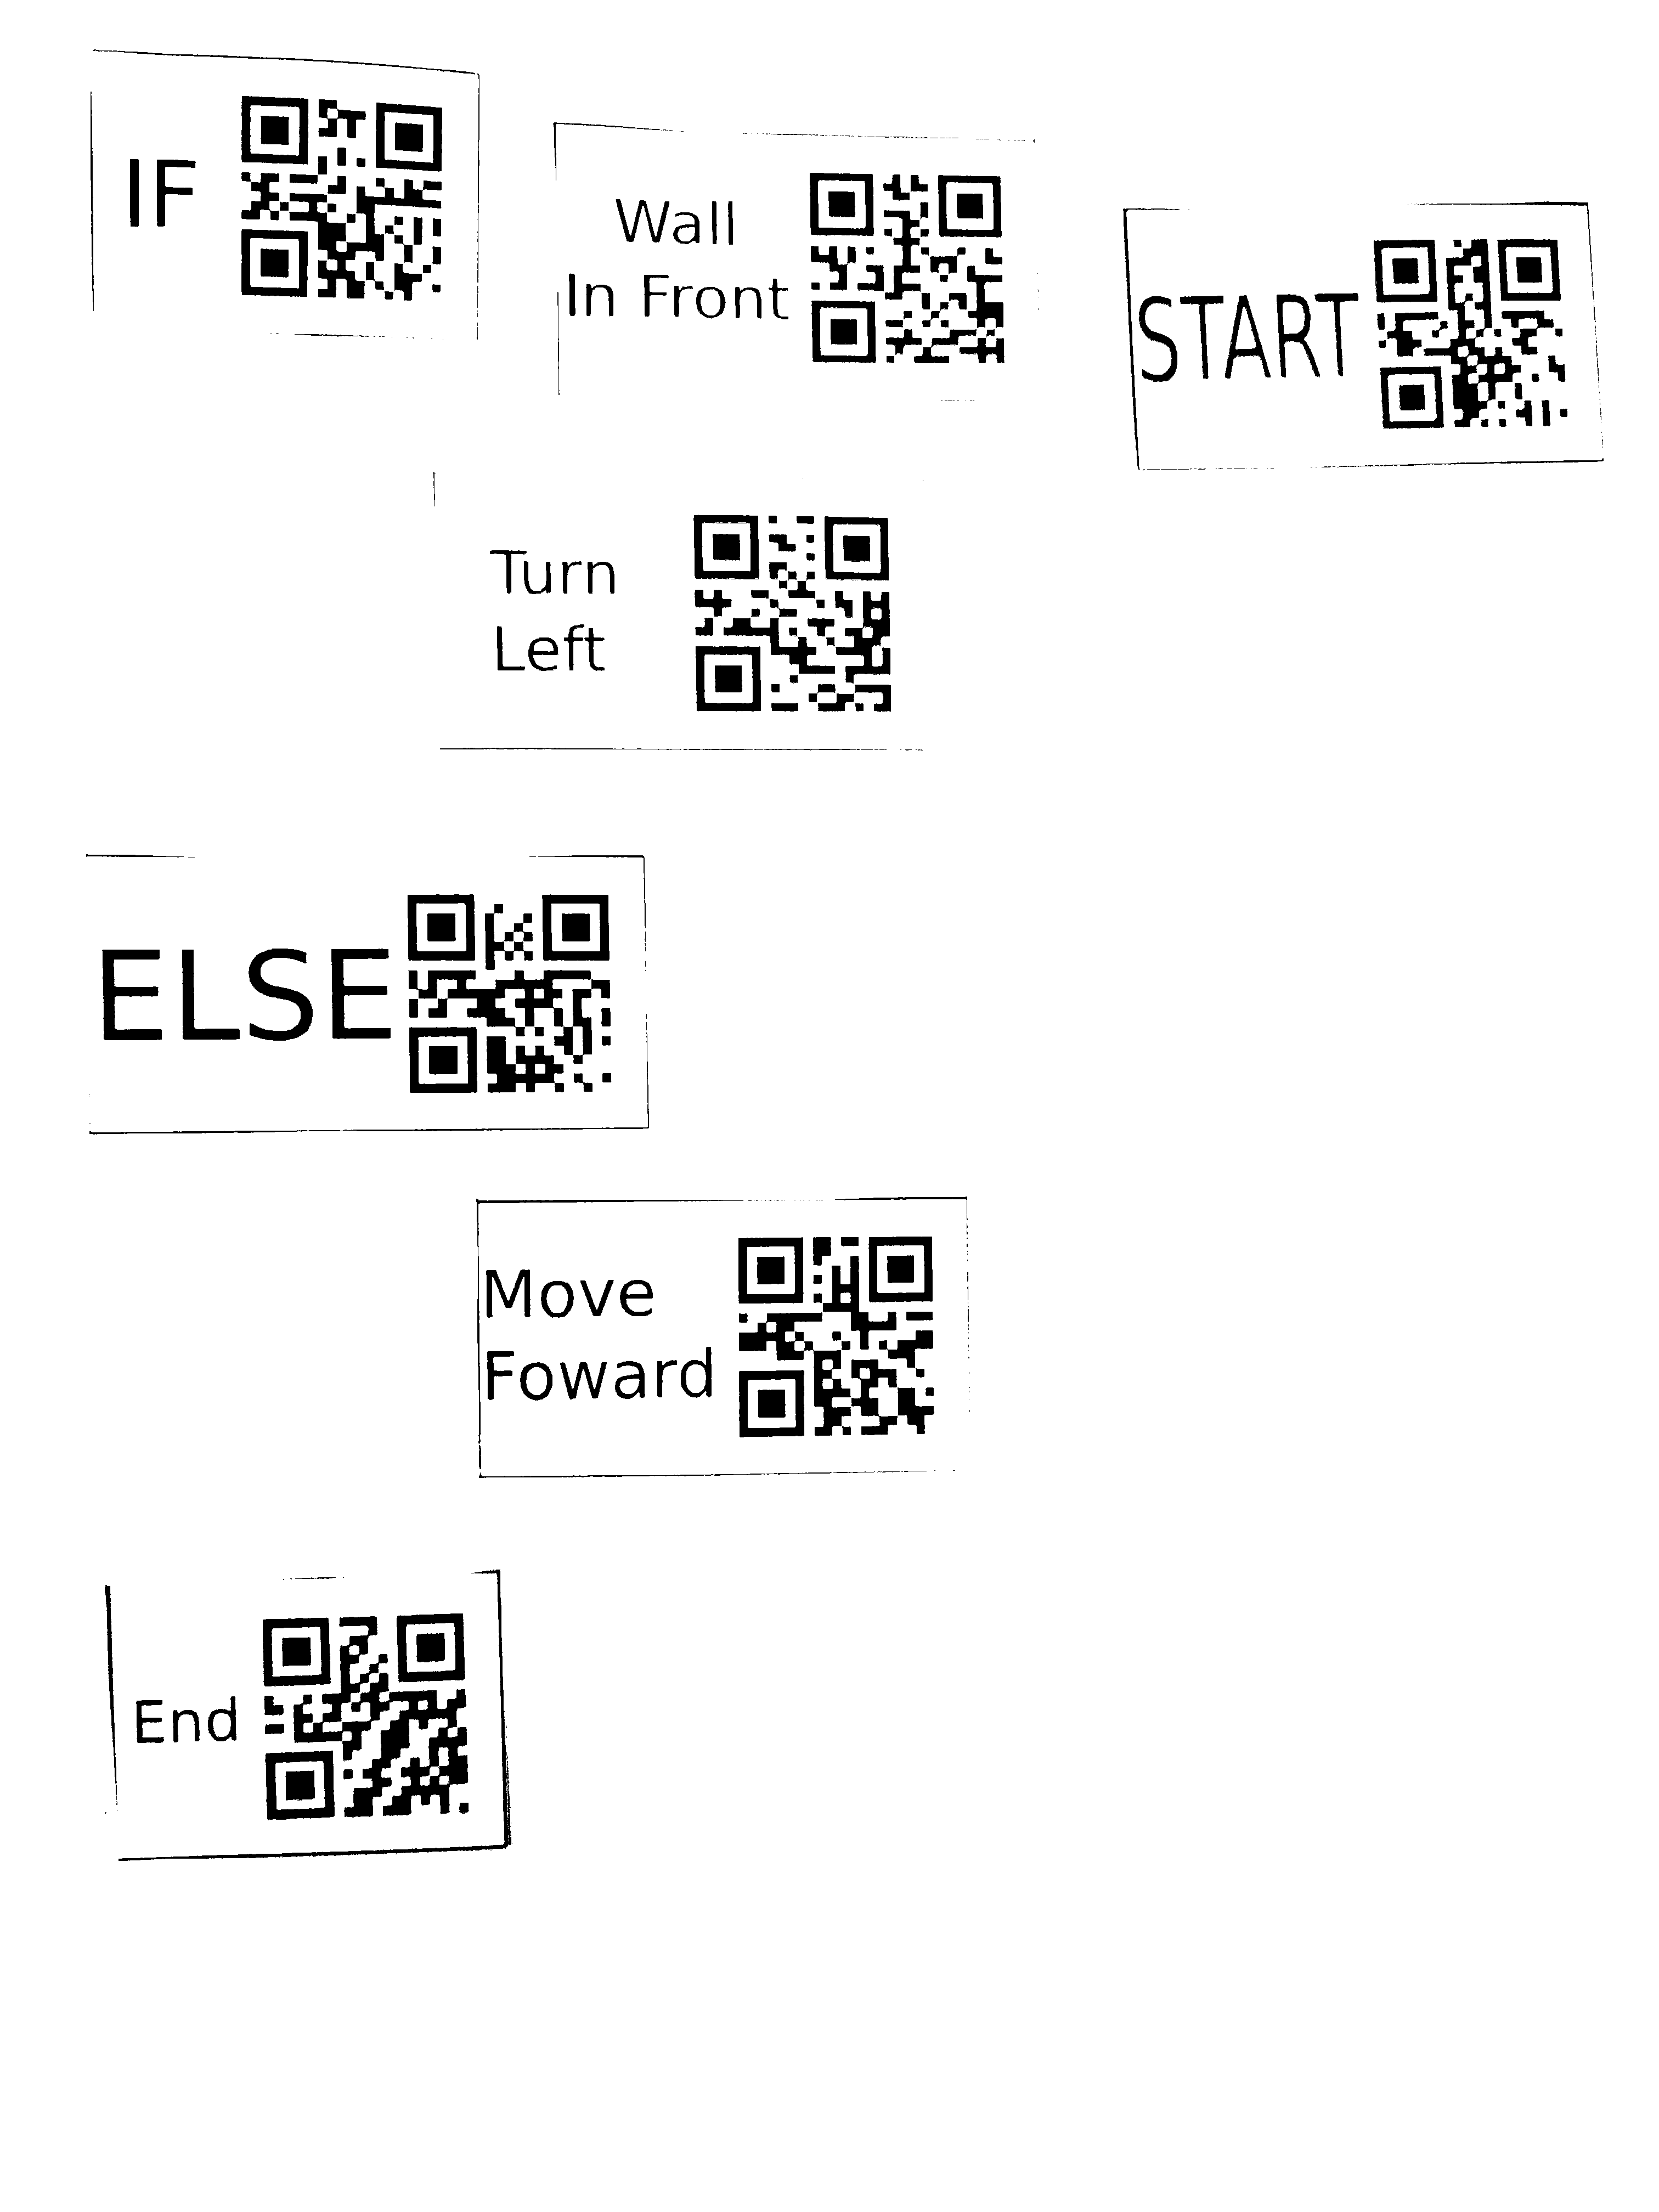 IF
Wall
In Front
START
Turn
Left
ELSE
Move
Foward
End